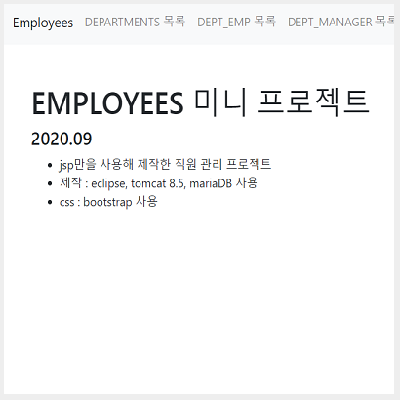 Employees DEPARTMENTS 목록 DEPT_EMP 목록 DEPT_MANAGER 목록
EMPLOYEES 미니 프로젝트
2020.09
jsp만을 사용해 제작한 직원 관리 프로젝트
제작 : eclipse, tomcat 8.5, mariaDB 사용
css : bootstrap 사용